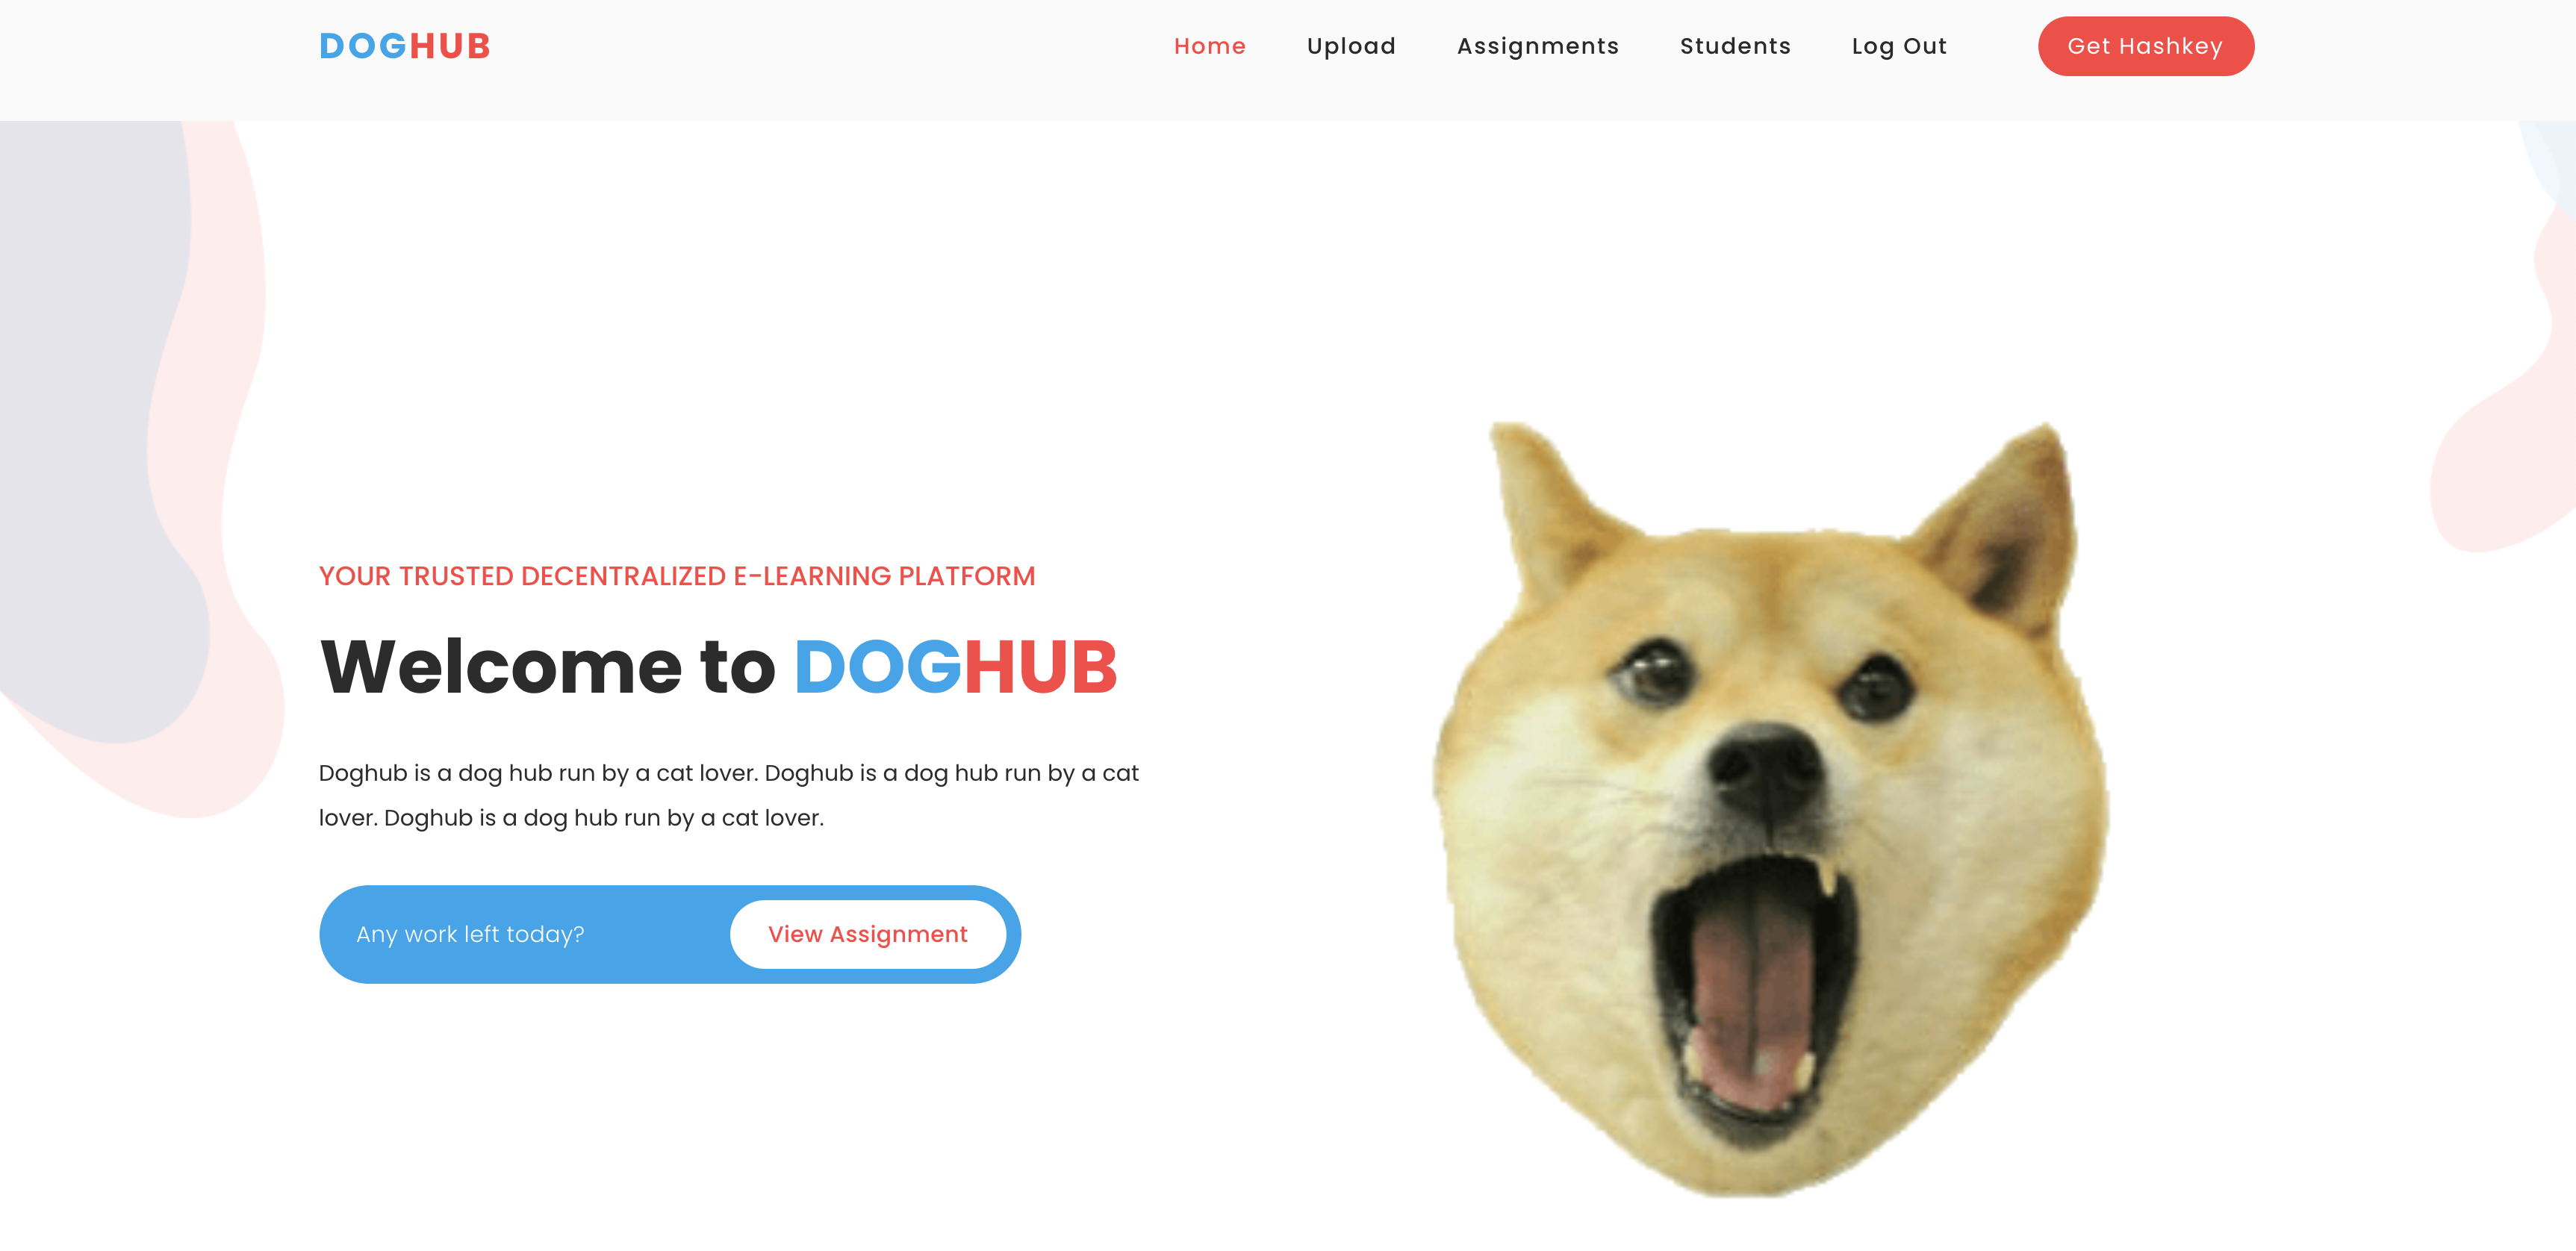 DOGHUB
Home
Upload
Assignments
Students
Log Out
Get Hashkey
YOUR TRUSTED DECENTRALIZED E-LEARNING PLATFORM
Welcome to DOGHUB
Doghub is a dog hub run by a cat lover. Doghub is a dog hub run by a cat
lover. Doghub is a dog hub run by a cat lover.
Any work left today?
View Assignment